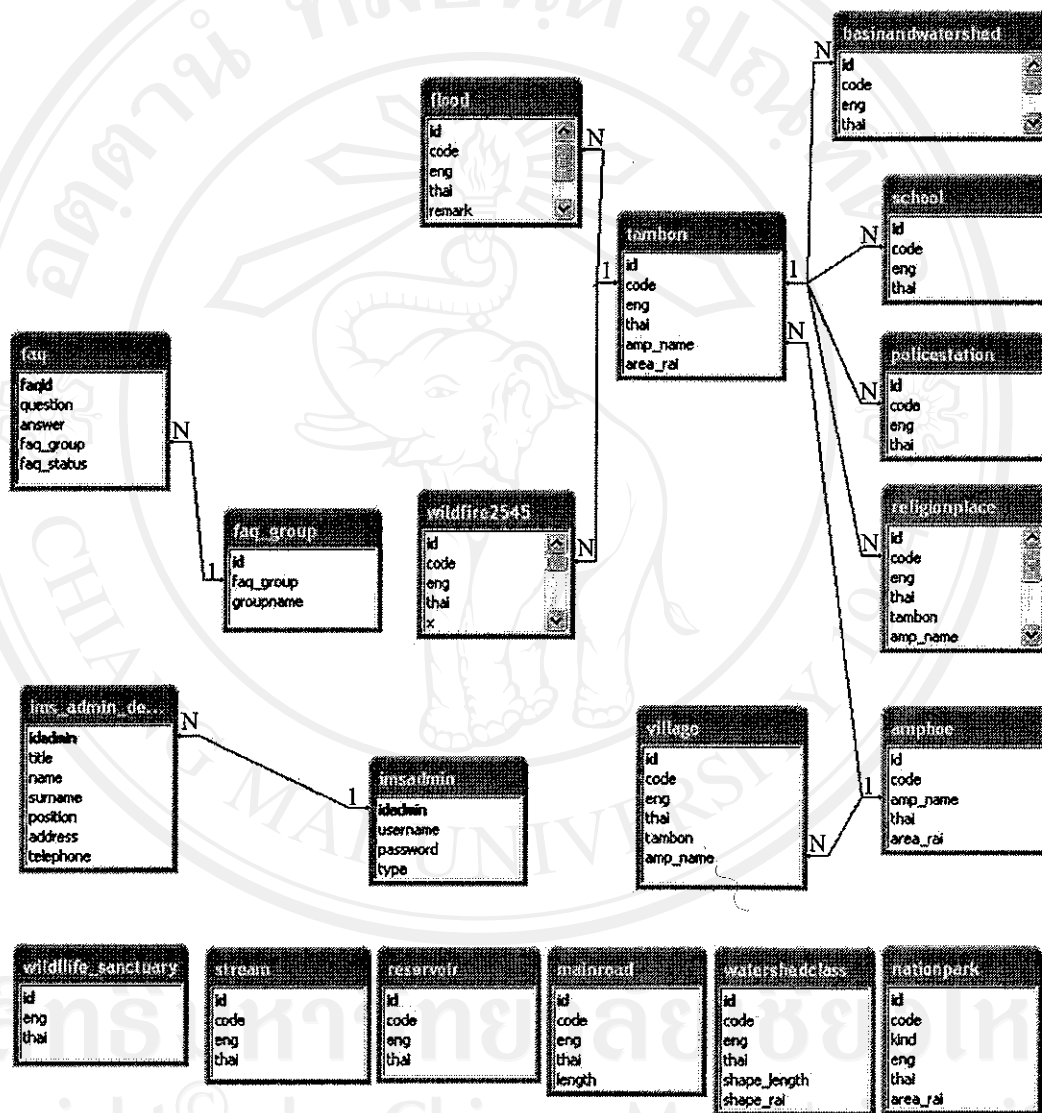 basinandwatershed
id
code
eng
thai
N
flood
id
code
eng
thai
remark
N
school
id
code
eng
thai
N
tambon
id
code
eng
thai
amp_name
area_rai
1
1
N
policestation
id
code
eng
thai
N
faq
faqid
question
answer
faq_group
faq_status
N
faq_group
id
faq_group
groupname
1
wildfire2545
id
code
eng
thai
x
N
religionplace
id
code
eng
thai
tambon
amp_name
N
ims_admin_de...
idadmin
title
name
surname
position
address
telephone
N
imsadmin
idadmin
username
password
type
1
village
id
code
eng
thai
tambon
amp_name
N
amphoe
id
code
amp_name
thai
area_rai
1
wildllife_sanctuary
id
eng
thai
stream
id
code
eng
thai
reservoir
id
code
eng
thai
mainroad
id
code
eng
thai
length
watershedclass
id
code
eng
thai
shape_length
shape_rai
nationpark
id
code
kind
eng
thai
area_rai
CHIANG MAI UNIVERSITY